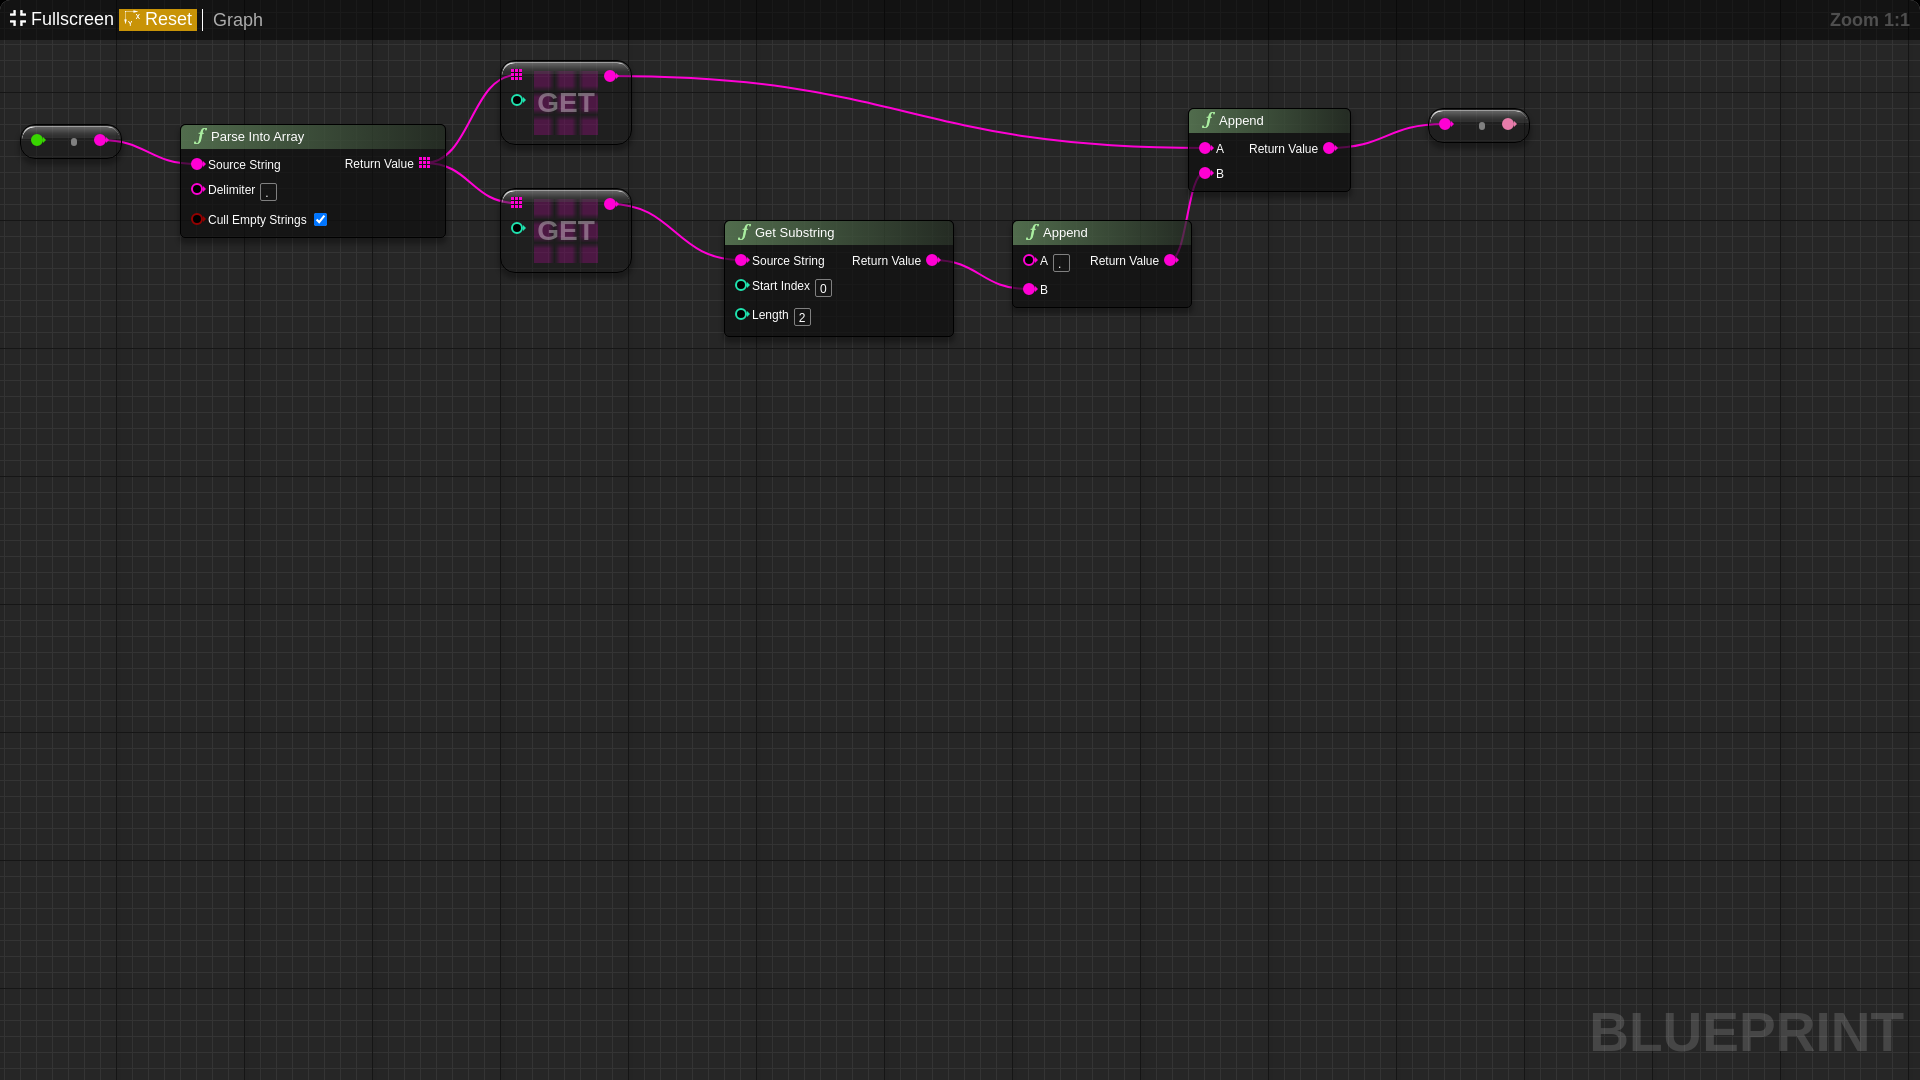 Fullscreen Reset Graph Zoom 1:1
GET
Parse Into Array
Source String Return Value
Delimiter .
Cull Empty Strings
GET
Get Substring
Source String Return Value
Start Index 0
Length 2
Append
A . Return Value
B
Append
A Return Value
B
BLUEPRINT